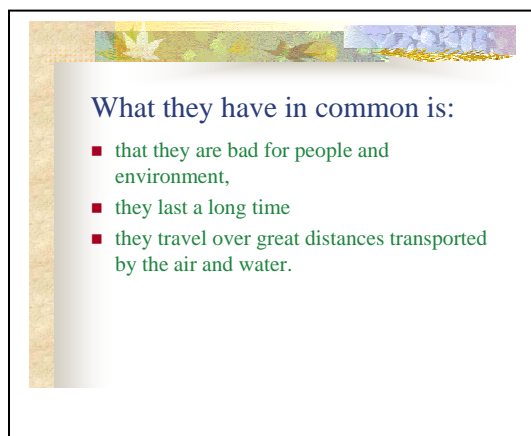 What they have in common is:
that they are bad for people and
environment,
they last a long time
they travel over great distances transported
by the air and water.